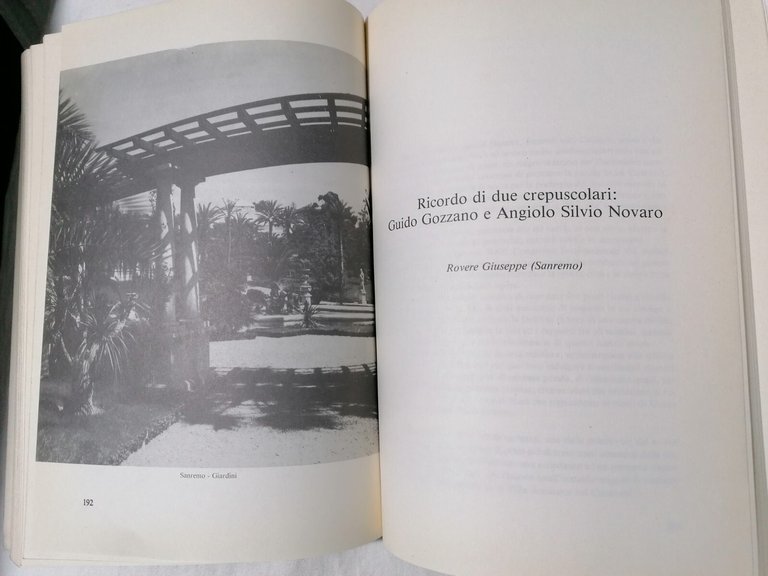 Sanremo - Giardini
192
Ricordo di due crepuscolari:
Guido Gozzano e Angiolo Silvio Novaro
Rovere Giuseppe (Sanremo)